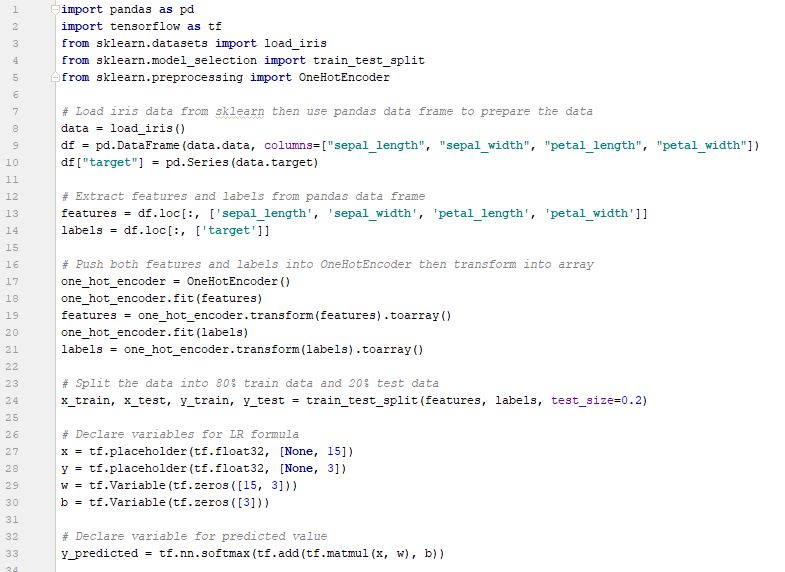 1 import pandas as pd
2 import tensorflow as tf
3 from sklearn.datasets import load_iris
4 from sklearn.model_selection import train_test_split
5 from sklearn.preprocessing import OneHotEncoder
6
7 # Load iris data from sklearn then use pandas data frame to prepare the data
8 data = load_iris()
9 df = pd.DataFrame(data.data, columns=["sepal_length", "sepal_width", "petal_length", "petal_width"])
10 df["target"] = pd.Series(data.target)
11
12 # Extract features and labels from pandas data frame
13 features = df.loc[:, ['sepal_length', 'sepal_width', 'petal_length', 'petal_width']]
14 labels = df.loc[:, ['target']]
15
16 # Push both features and labels into OneHotEncoder then transform into array
17 one_hot_encoder = OneHotEncoder()
18 one_hot_encoder.fit(features)
19 features = one_hot_encoder.transform(features).toarray()
20 one_hot_encoder.fit(labels)
21 labels = one_hot_encoder.transform(labels).toarray()
22
23 # Split the data into 80% train data and 20% test data
24 x_train, x_test, y_train, y_test = train_test_split(features, labels, test_size=0.2)
25
26 # Declare variables for LR formula
27 x = tf.placeholder(tf.float32, [None, 15])
28 y = tf.placeholder(tf.float32, [None, 3])
29 w = tf.Variable(tf.zeros([15, 3]))
30 b = tf.Variable(tf.zeros([3]))
31
32 # Declare variable for predicted value
33 y_predicted = tf.nn.softmax(tf.add(tf.matmul(x, w), b))
34